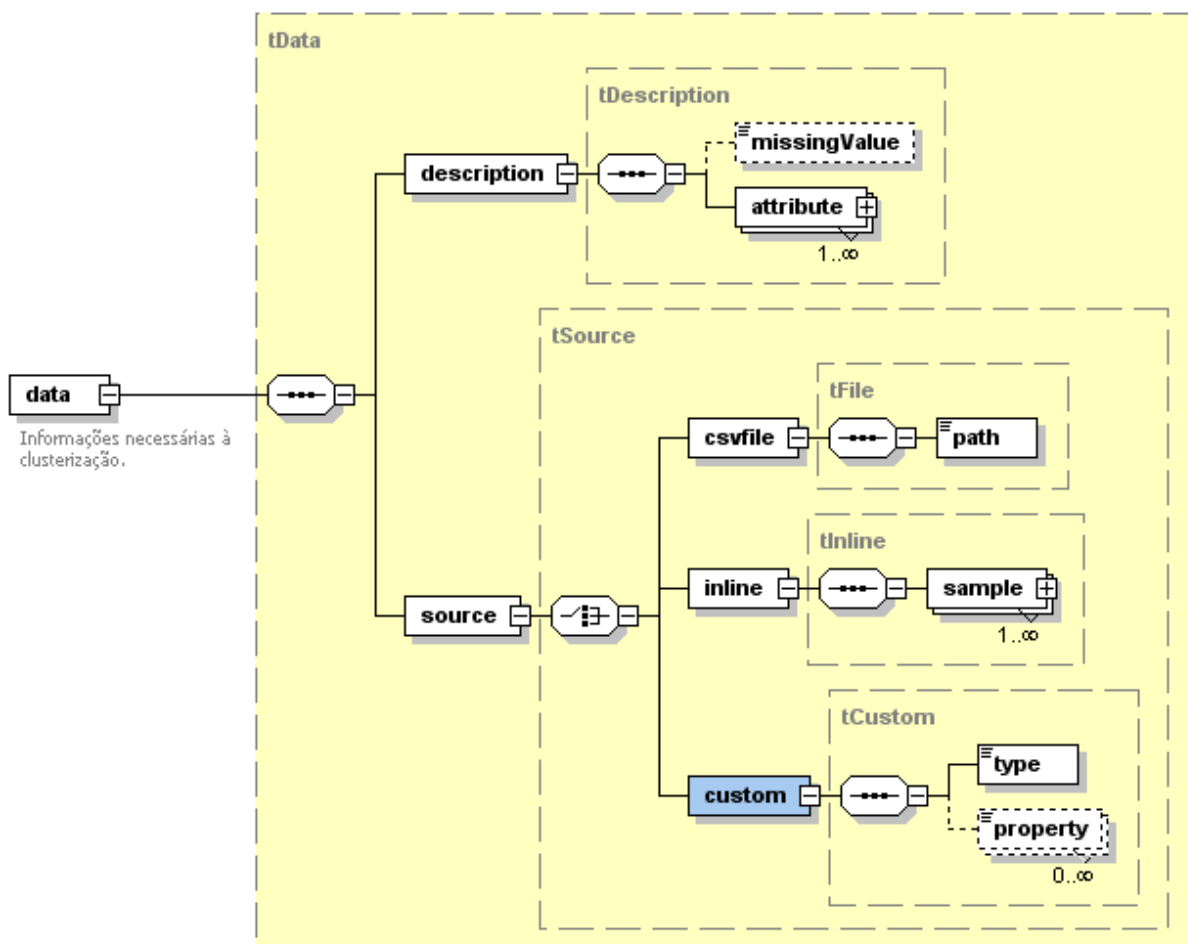 tData
tDescription
missingValue
description
attribute
1..∞
tSource
data
Informações necessárias à
clusterização.
tFile
csvfile
path
tInline
inline
sample
1..∞
source
tCustom
type
custom
property
0..∞